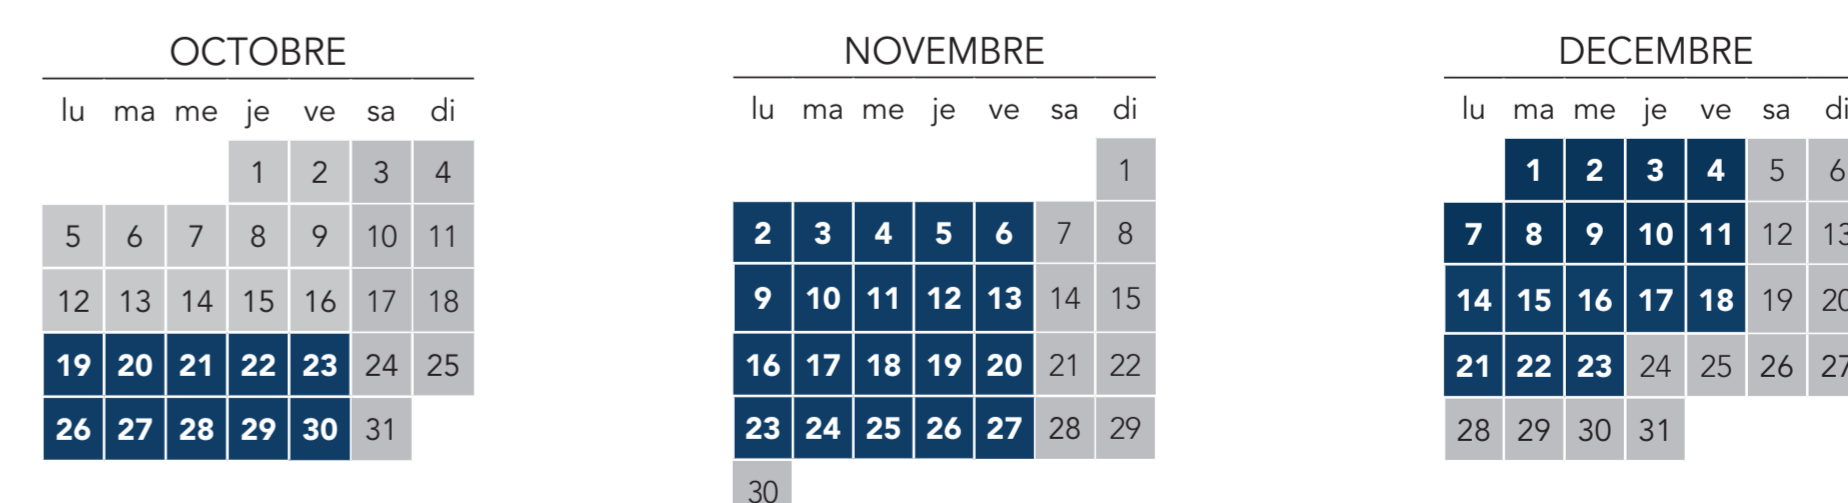 OCTOBRE
lu ma me je ve sa di
1 2 3 4
5 6 7 8 9 10 11
12 13 14 15 16 17 18
19 20 21 22 23 24 25
26 27 28 29 30 31
NOVEMBRE
lu ma me je ve sa di
1
2 3 4 5 6 7 8
9 10 11 12 13 14 15
16 17 18 19 20 21 22
23 24 25 26 27 28 29
30
DECEMBRE
lu ma me je ve sa di
1 2 3 4 5 6
7 8 9 10 11 12 13
14 15 16 17 18 19 20
21 22 23 24 25 26 27
28 29 30 31